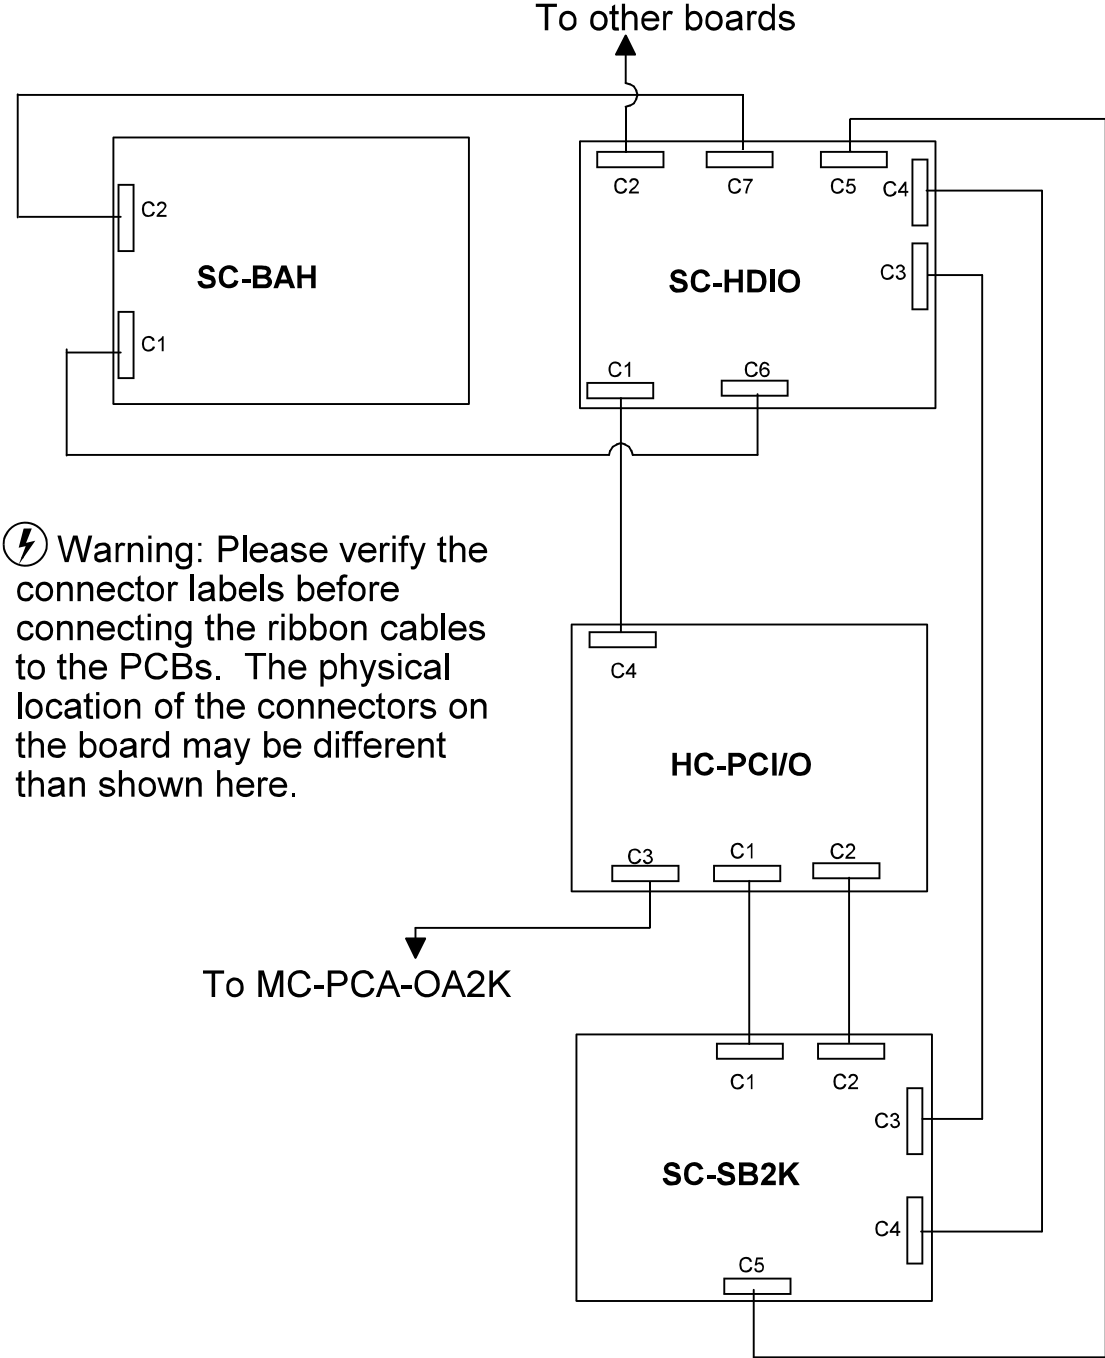 To other boards
C2
C7
C5
C4
C2
SC-BAH
SC-HDIO
C3
C1
C1
C6
Warning: Please verify the
connector labels before
connecting the ribbon cables
to the PCBs.  The physical
location of the connectors on
the board may be different
than shown here.
C4
HC-PCI/O
C3
C1
C2
To MC-PCA-OA2K
C1
C2
C3
SC-SB2K
C4
C5